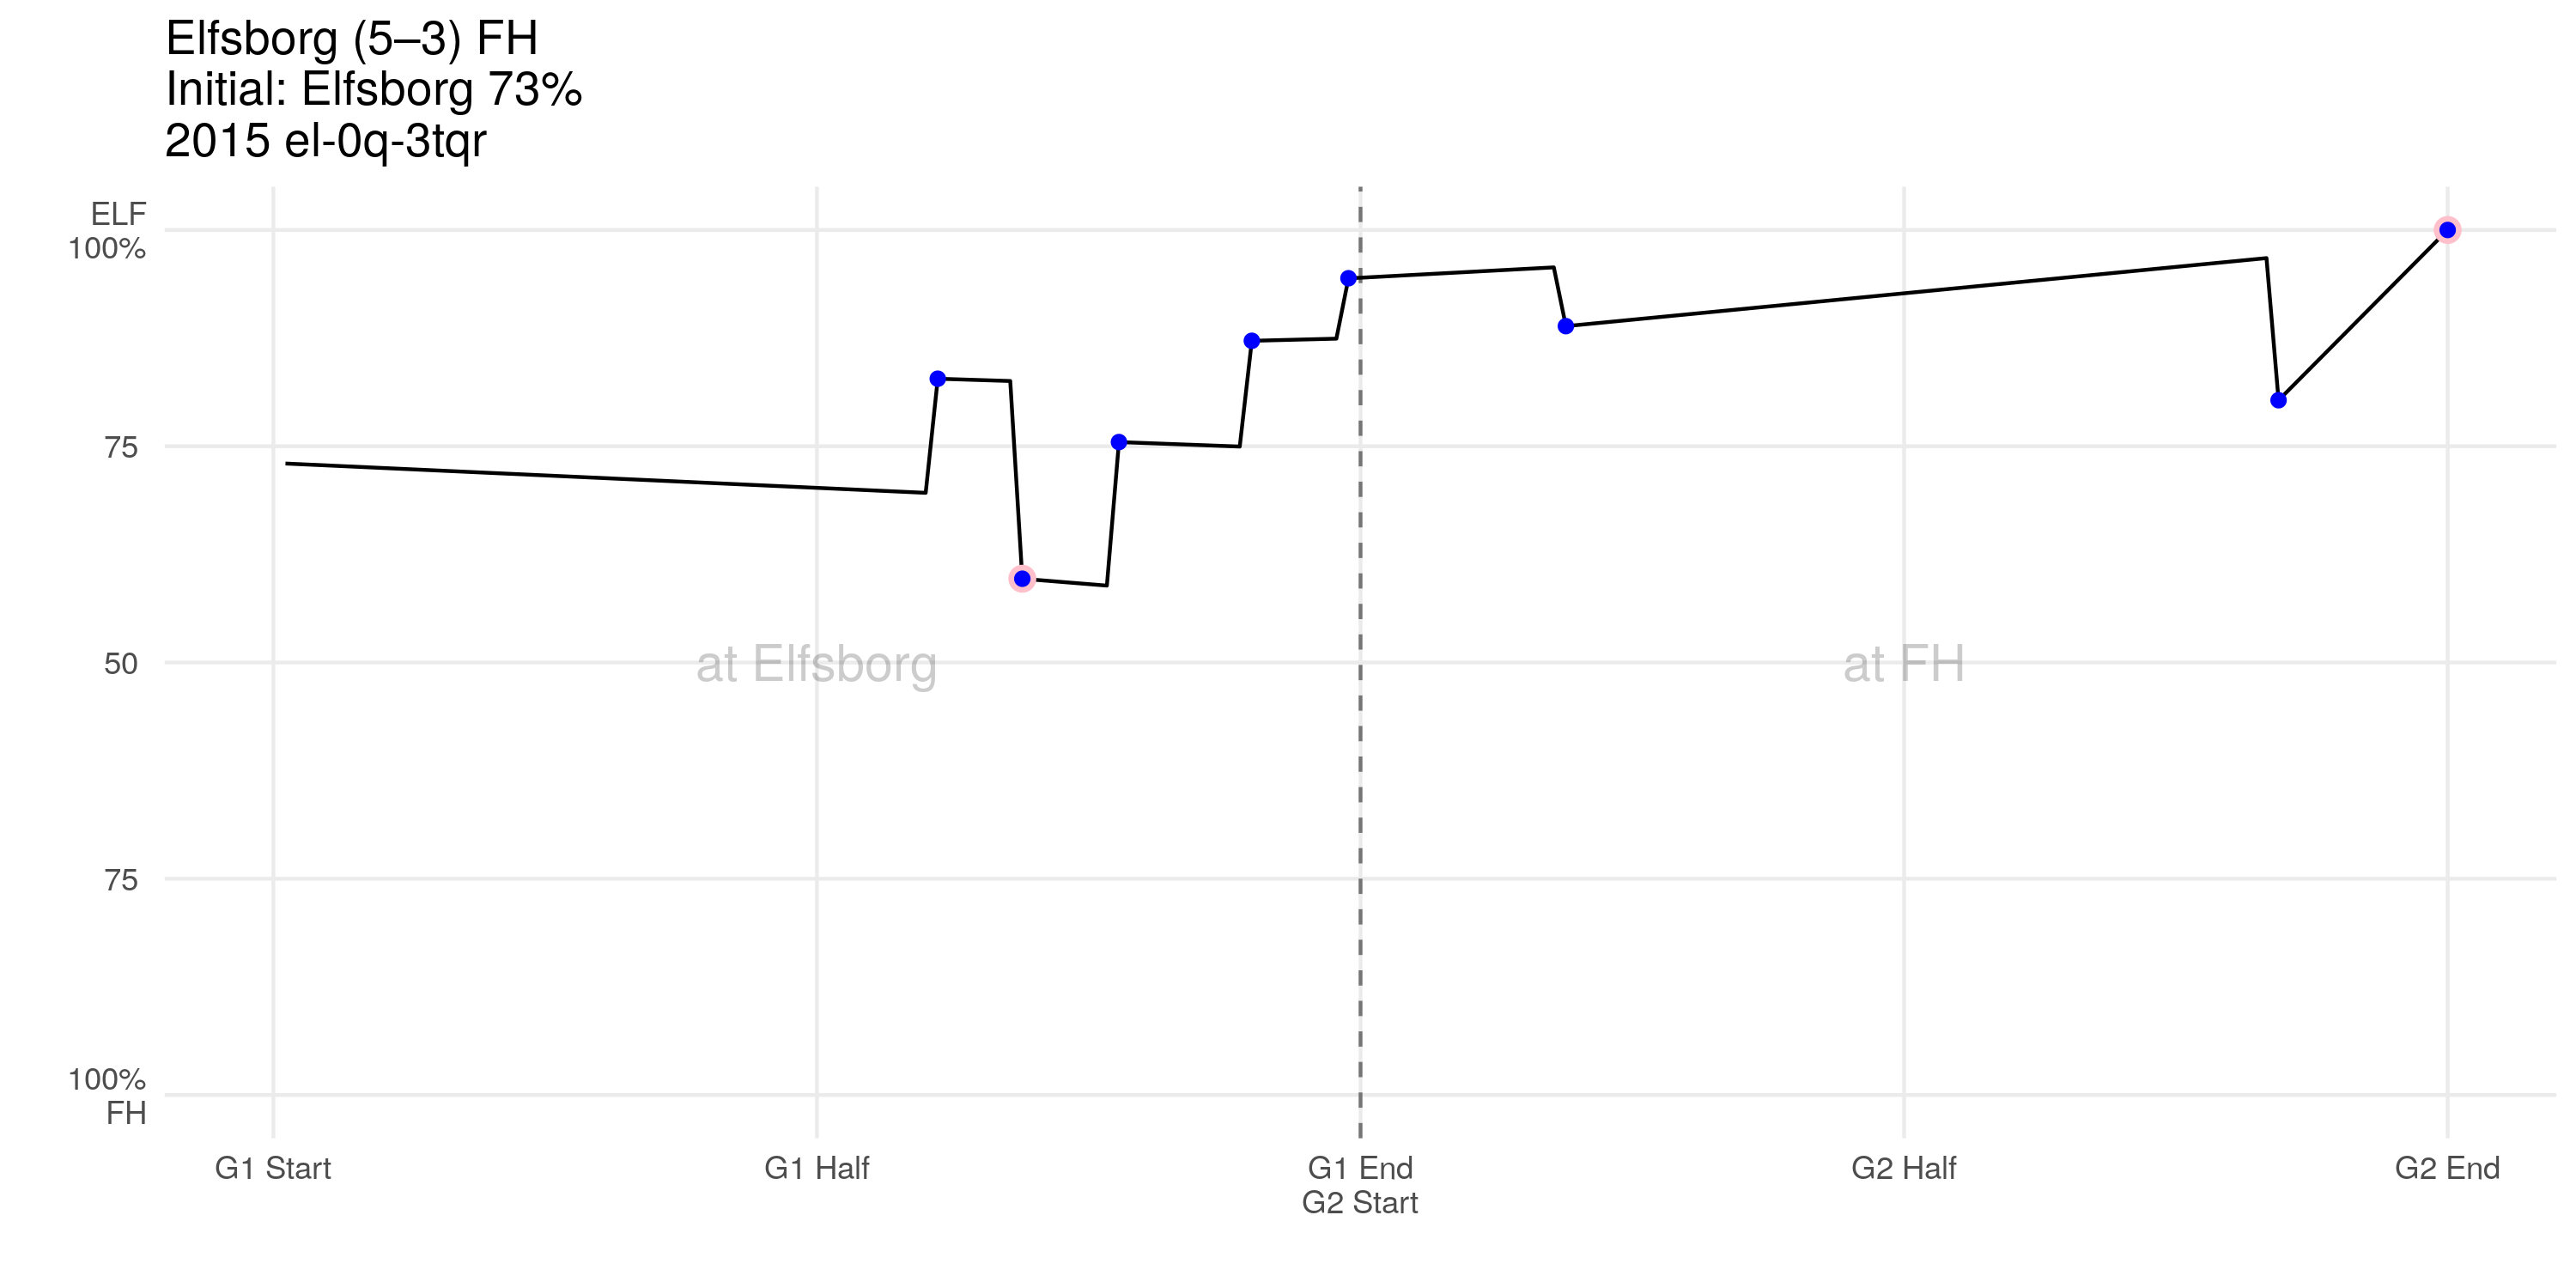 Elfsborg (5–3) FH
Initial: Elfsborg 73%
2015 el-0q-3tqr
ELF
100%
75
50
75
100%
FH
at Elfsborg
at FH
G1 Start
G1 Half
G1 End
G2 Start
G2 Half
G2 End